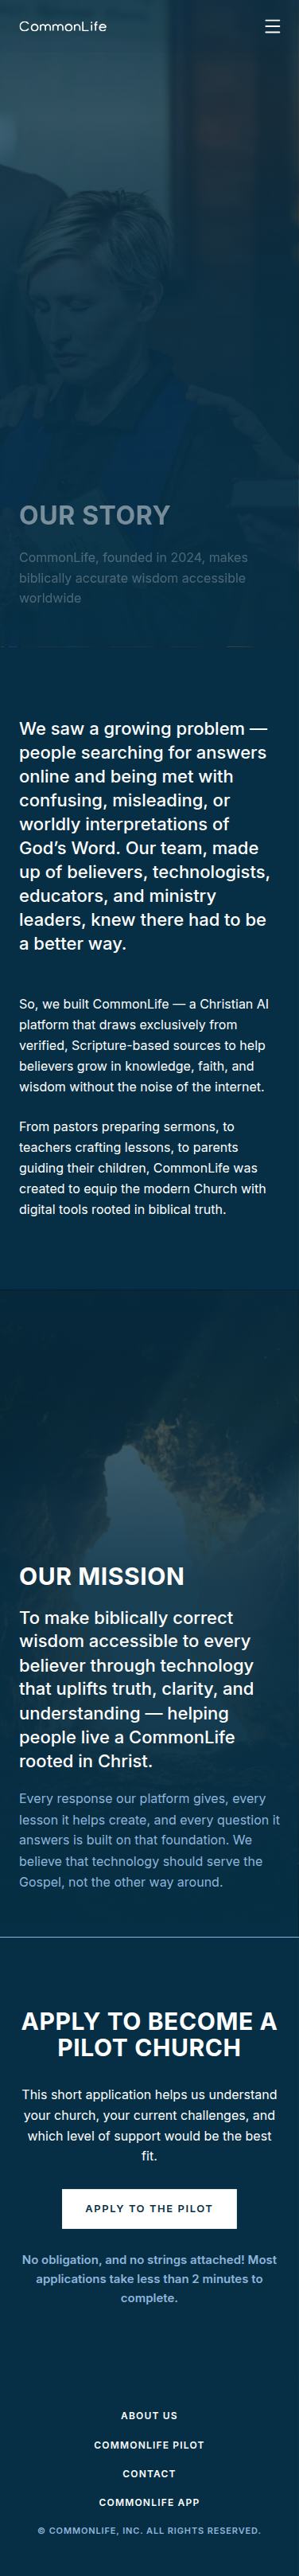 CommonLife
OUR STORY
CommonLife, founded in 2024, makes
biblically accurate wisdom accessible
worldwide
We saw a growing problem —
people searching for answers
online and being met with
confusing, misleading, or
worldly interpretations of
God’s Word. Our team, made
up of believers, technologists,
educators, and ministry
leaders, knew there had to be
a better way.
So, we built CommonLife — a Christian AI
platform that draws exclusively from
verified, Scripture-based sources to help
believers grow in knowledge, faith, and
wisdom without the noise of the internet.
From pastors preparing sermons, to
teachers crafting lessons, to parents
guiding their children, CommonLife was
created to equip the modern Church with
digital tools rooted in biblical truth.
OUR MISSION
To make biblically correct
wisdom accessible to every
believer through technology
that uplifts truth, clarity, and
understanding — helping
people live a CommonLife
rooted in Christ.
Every response our platform gives, every
lesson it helps create, and every question it
answers is built on that foundation. We
believe that technology should serve the
Gospel, not the other way around.
APPLY TO BECOME A
PILOT CHURCH
This short application helps us understand
your church, your current challenges, and
which level of support would be the best
fit.
APPLY TO THE PILOT
No obligation, and no strings attached! Most
applications take less than 2 minutes to
complete.
ABOUT US
COMMONLIFE PILOT
CONTACT
COMMONLIFE APP
© COMMONLIFE, INC. ALL RIGHTS RESERVED.